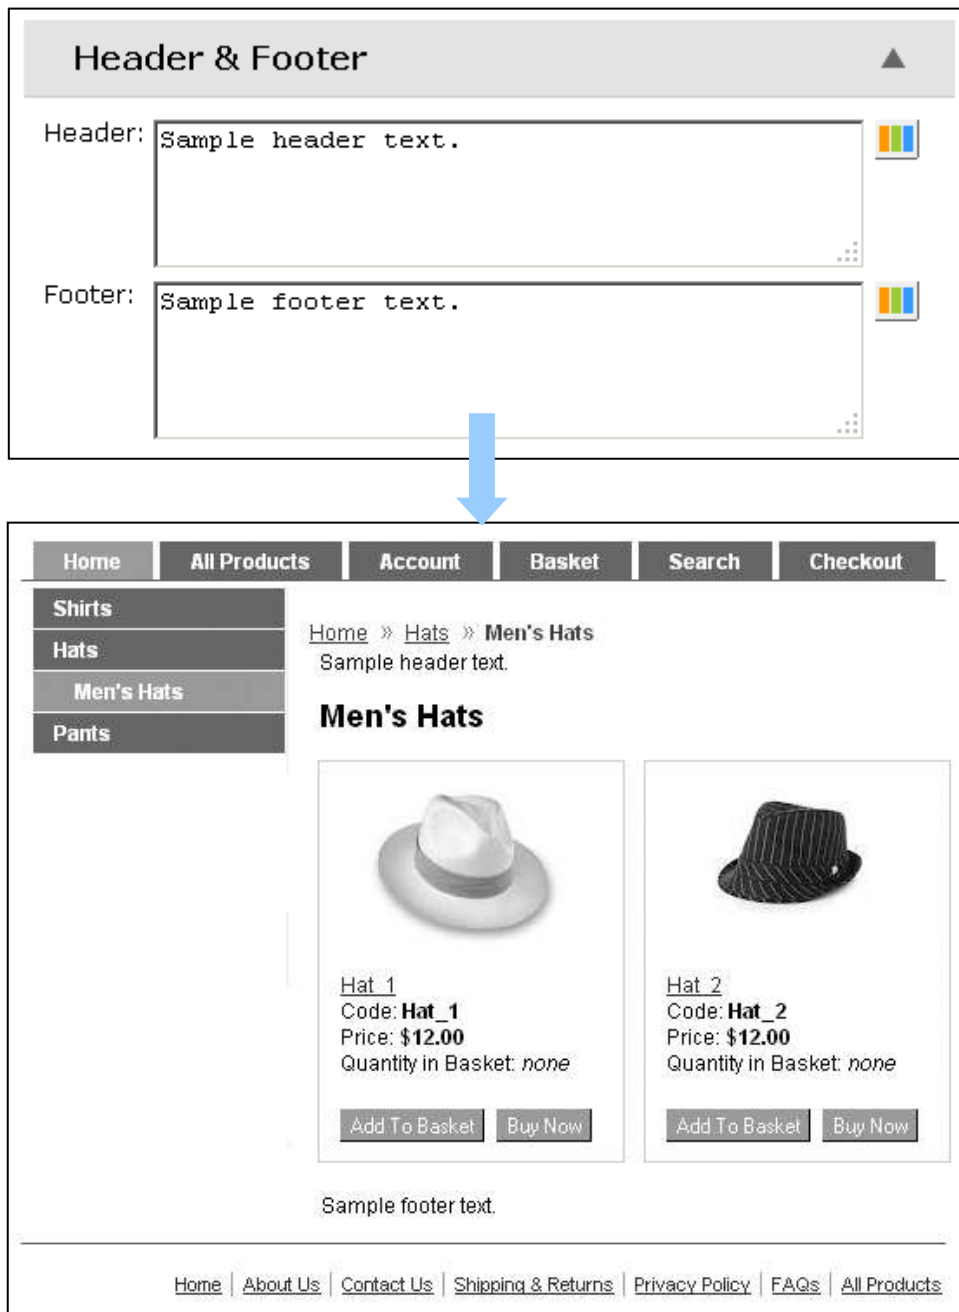 Header & Footer
Header:
Sample header text.
Footer:
Sample footer text.
Home All Products Account Basket Search Checkout
Shirts
Hats
Men's Hats
Pants
Home » Hats » Men's Hats
Sample header text.
Men's Hats
Hat_1
Code: Hat_1
Price: $12.00
Quantity in Basket: none
Add To Basket Buy Now
Hat_2
Code: Hat_2
Price: $12.00
Quantity in Basket: none
Add To Basket Buy Now
Sample footer text.
Home | About Us | Contact Us | Shipping & Returns | Privacy Policy | FAQs | All Products